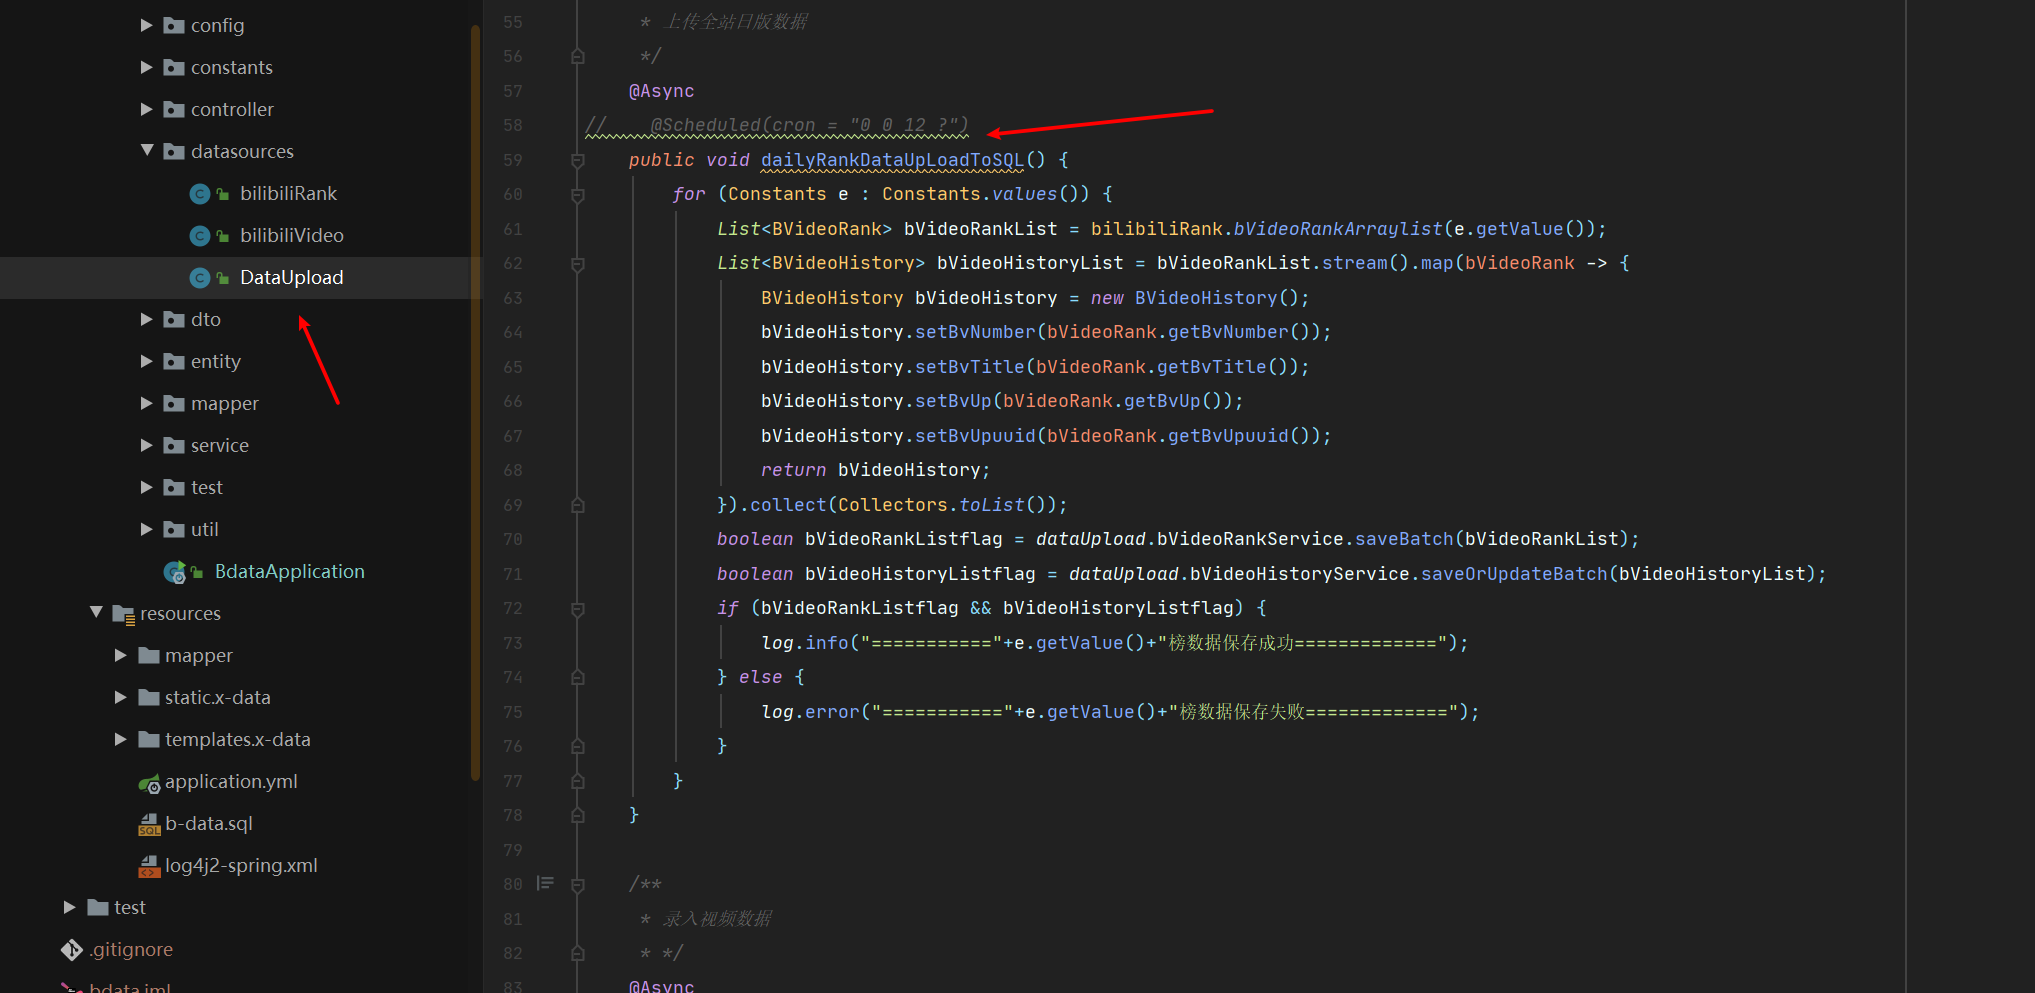 config
constants
controller
datasources
bilibiliRank
bilibiliVideo
DataUpload
dto
entity
mapper
service
test
util
BdataApplication
resources
mapper
static.x-data
templates.x-data
application.yml
b-data.sql
log4j2-spring.xml
test
.gitignore
bdata.iml
55 * 上传全站日版数据
56 */
57 @Async
58 // @Scheduled(cron = "0 0 12 ?")
59 public void dailyRankDataUpLoadToSQL() {
60 for (Constants e : Constants.values()) {
61 List<BVideoRank> bVideoRankList = bilibiliRank.bVideoRankArraylist(e.getValue());
62 List<BVideoHistory> bVideoHistoryList = bVideoRankList.stream().map(bVideoRank -> {
63 BVideoHistory bVideoHistory = new BVideoHistory();
64 bVideoHistory.setBvNumber(bVideoRank.getBvNumber());
65 bVideoHistory.setBvTitle(bVideoRank.getBvTitle());
66 bVideoHistory.setBvUp(bVideoRank.getBvUp());
67 bVideoHistory.setBvUpuuid(bVideoRank.getBvUpuuid());
68 return bVideoHistory;
69 }).collect(Collectors.toList());
70 boolean bVideoRankListflag = dataUpload.bVideoRankService.saveBatch(bVideoRankList);
71 boolean bVideoHistoryListflag = dataUpload.bVideoHistoryService.saveOrUpdateBatch(bVideoHistoryList);
72 if (bVideoRankListflag && bVideoHistoryListflag) {
73 log.info("==========="+e.getValue()+"榜数据保存成功=============");
74 } else {
75 log.error("==========="+e.getValue()+"榜数据保存失败=============");
76 }
77 }
78 }
79
80 /**
81 * 录入视频数据
82 * */
83 @Async